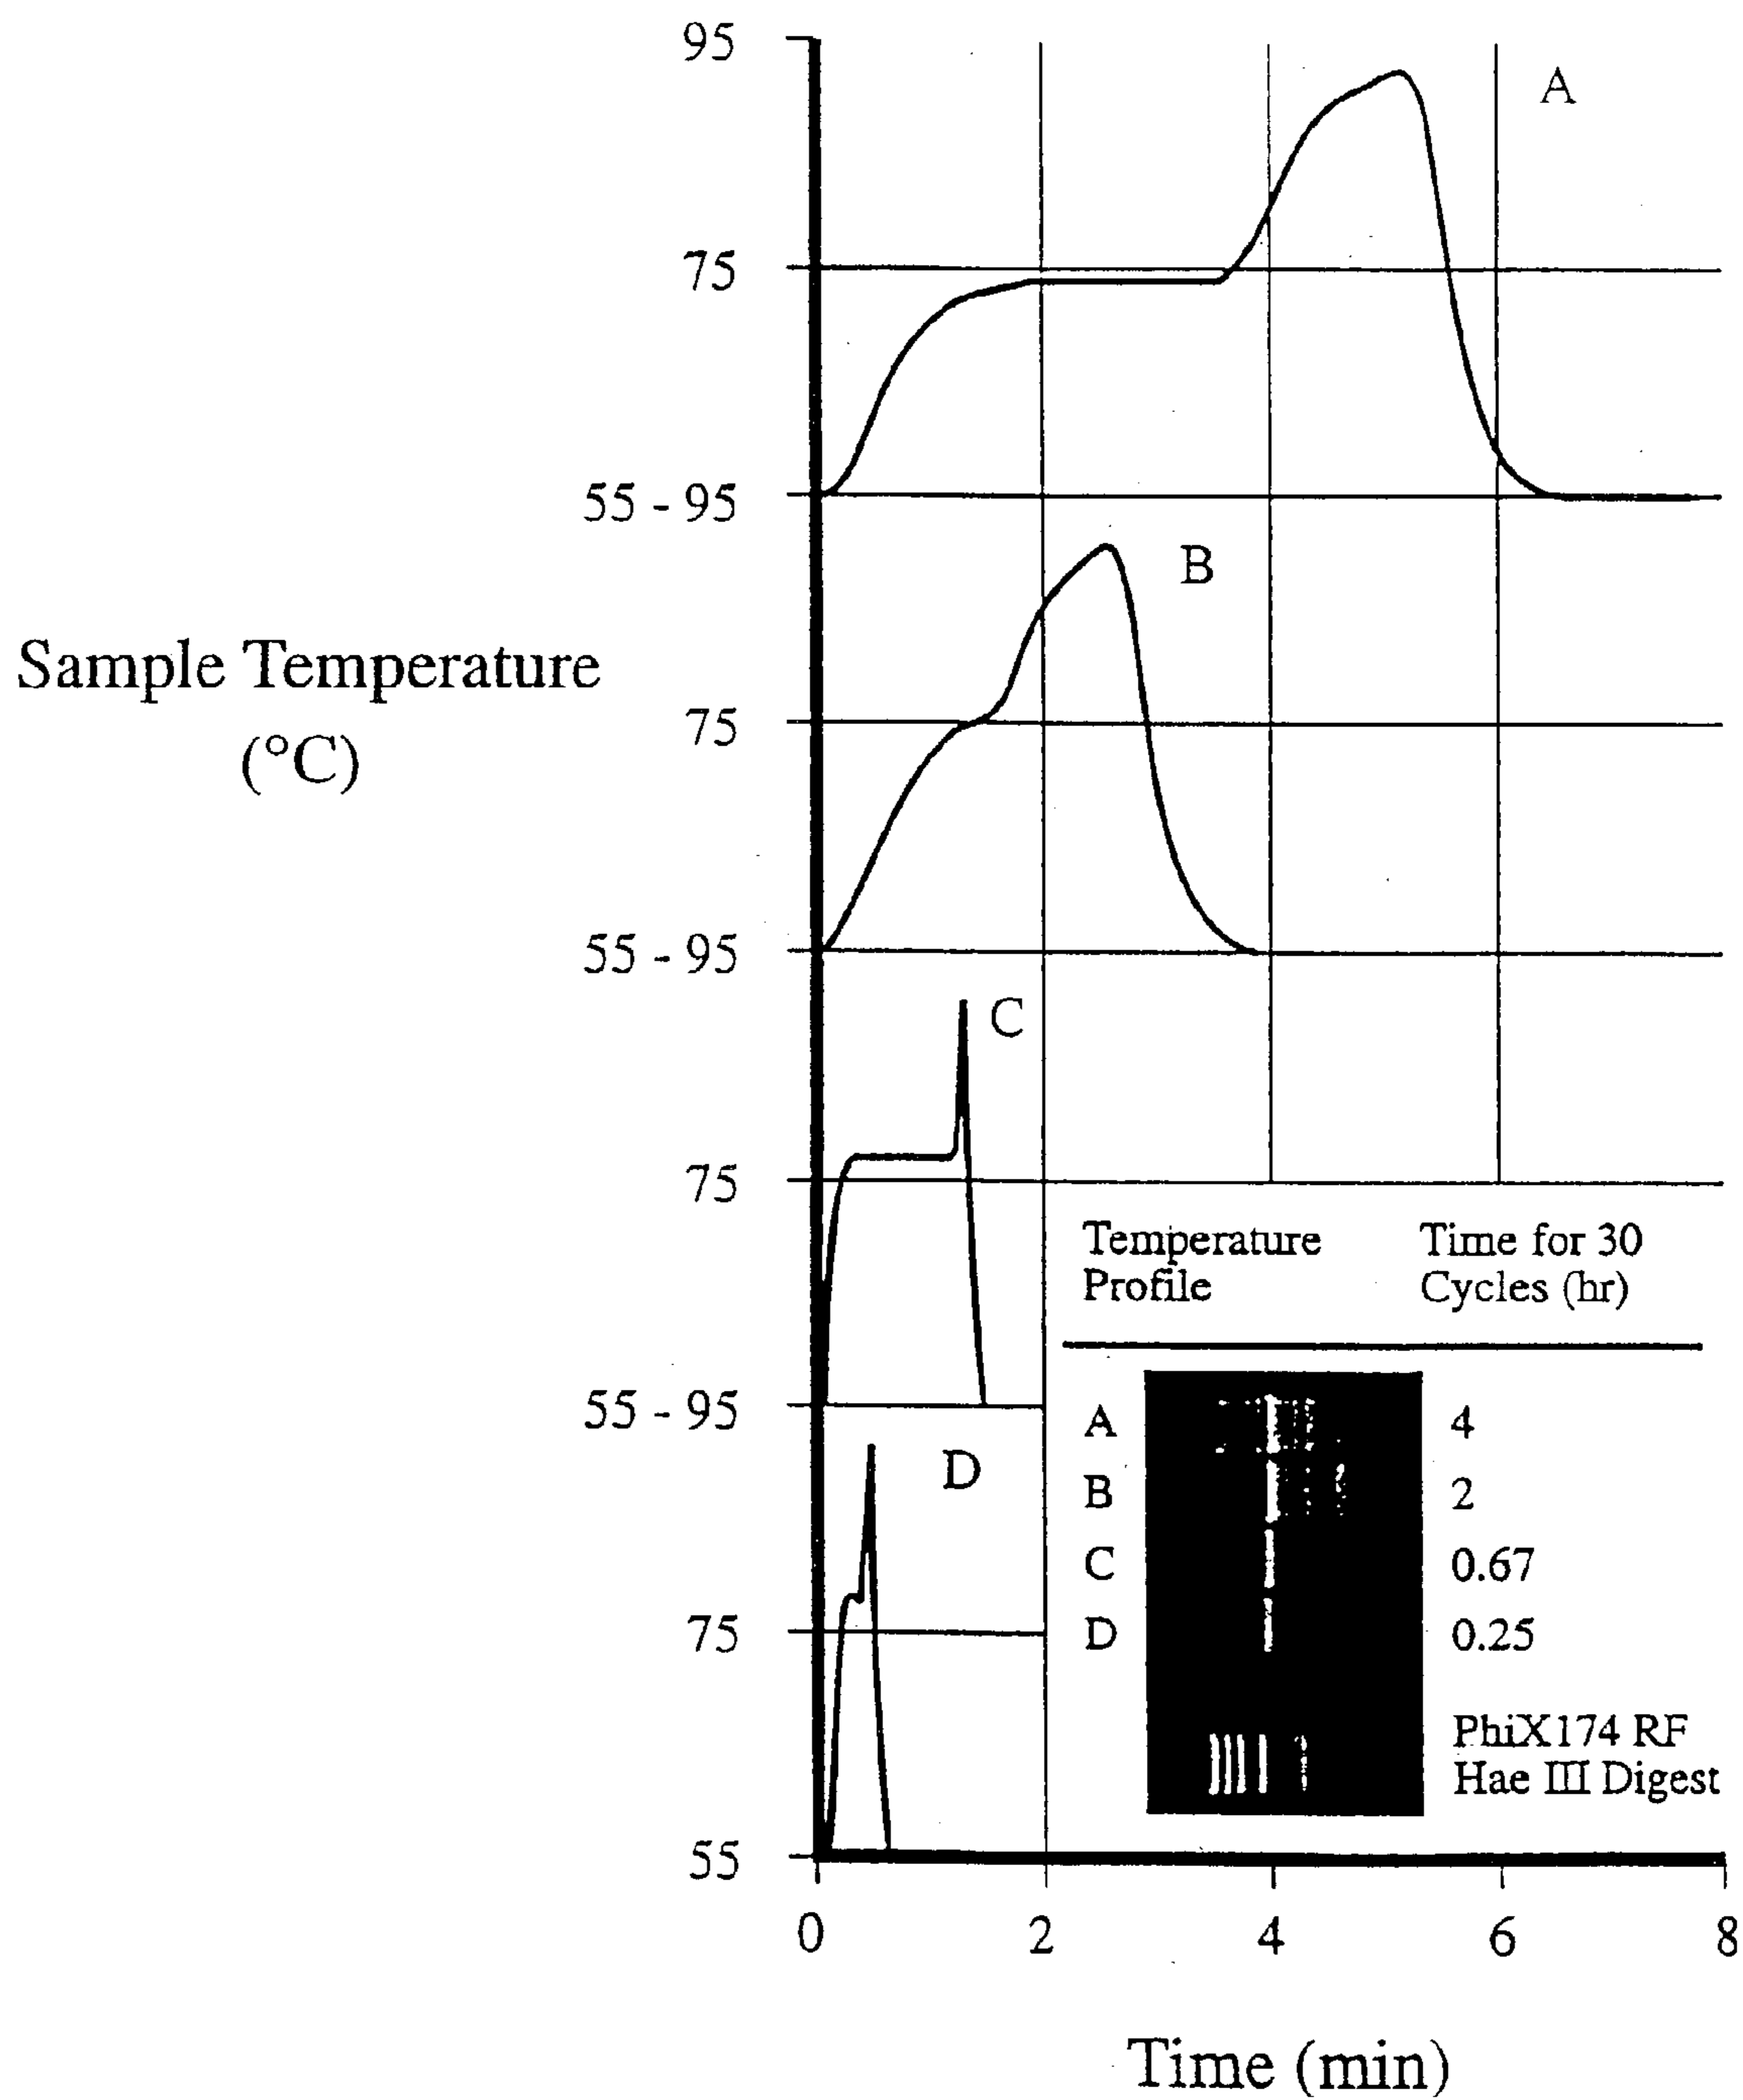 95
A
75
55 - 95
B
Sample Temperature
(°C)
75
55 - 95
C
75
Temperature Profile
Time for 30 Cycles (hr)
55 - 95
D
A 4
B 2
C 0.67
75
D 0.25
PhiX174 RF
Hae III Digest
55
0 2 4 6 8
Time (min)